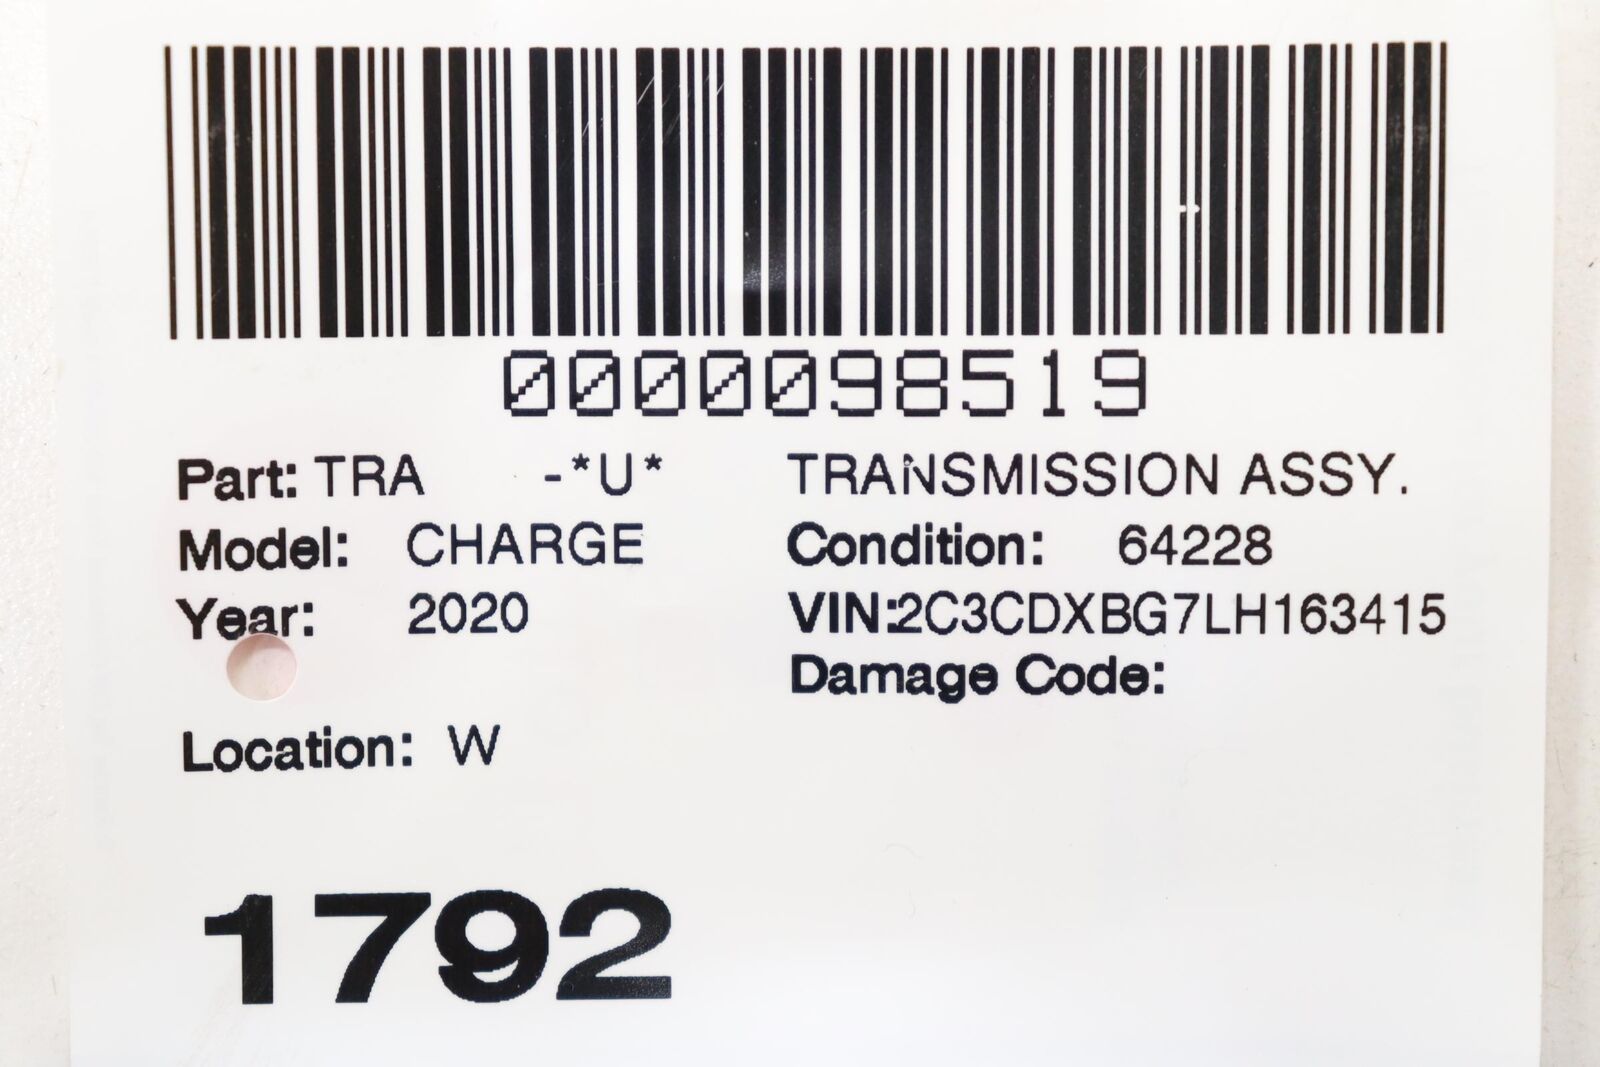 0000098519
Part: TRA -*U* TRANSMISSION ASSY.
Model: CHARGE Condition: 64228
Year: 2020 VIN:2C3CDXBG7LH163415
Damage Code:
Location: W
1792